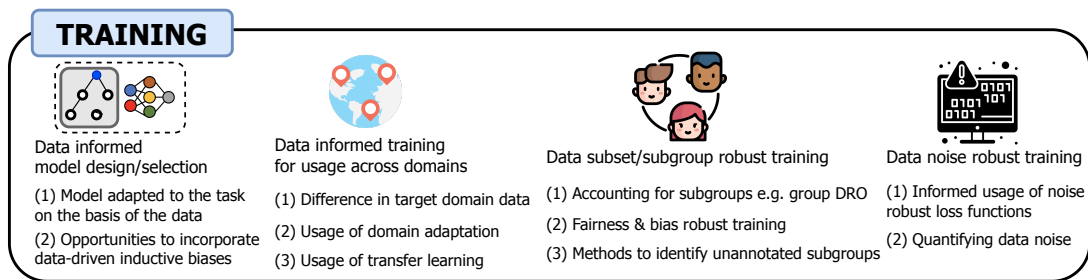 TRAINING
Data informed
model design/selection
(1) Model adapted to the task
on the basis of the data
(2) Opportunities to incorporate
data-driven inductive biases
Data informed training
for usage across domains
(1) Difference in target domain data
(2) Usage of domain adaptation
(3) Usage of transfer learning
Data subset/subgroup robust training
(1) Accounting for subgroups e.g. group DRO
(2) Fairness & bias robust training
(3) Methods to identify unannotated subgroups
0101
101
0101
0101
Data noise robust training
(1) Informed usage of noise
robust loss functions
(2) Quantifying data noise